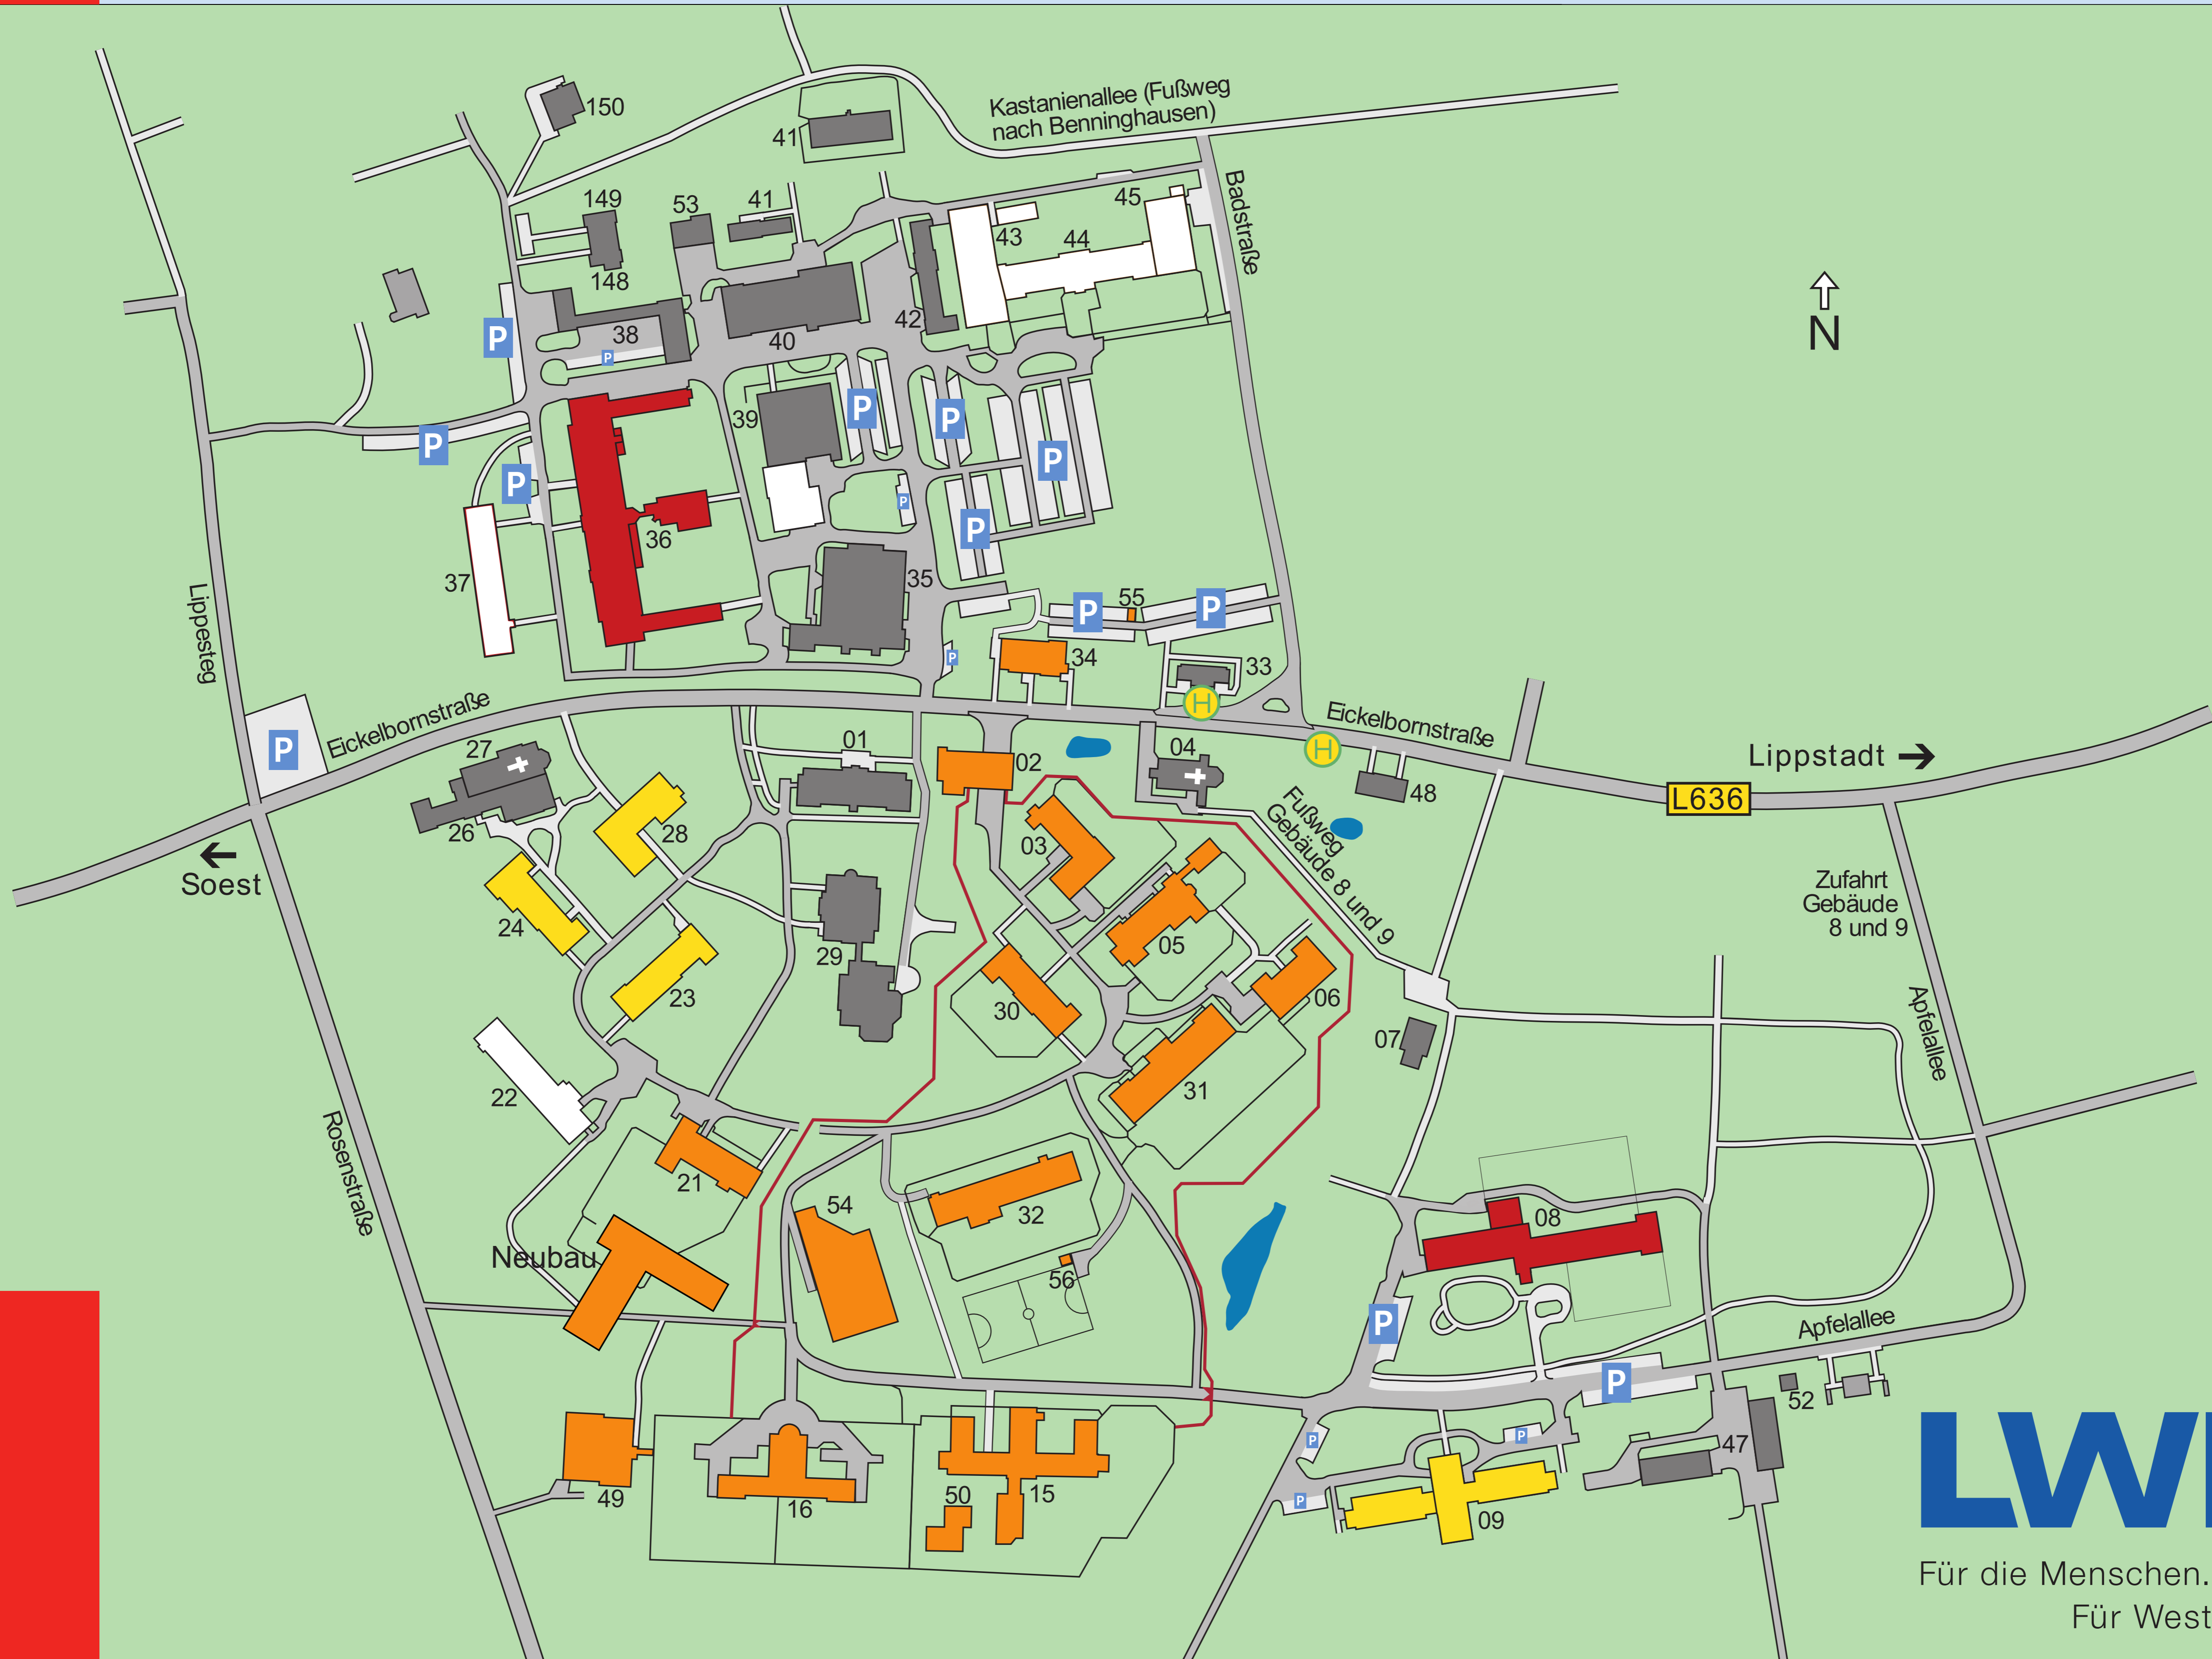 150
Kastanienallee (Fußweg
nach Benninghausen)
41
149
53
41
45
Badstraße
43
44
148
42
N
P
38
P
40
39
P
P
P
P
P
P
P
36
37
35
Lippesteg
P
55
P
34
P
33
H
Eickelbornstraße
Eickelbornstraße
H
P
27
01
02
04
Lippstadt
48
L636
26
28
03
Fußweg
Gebäude 8 und 9
Soest
Zufahrt
Gebäude
8 und 9
24
05
29
23
30
06
07
Apfelallee
22
31
Rosenstraße
21
54
32
08
Neubau
56
P
Apfelallee
P
52
P
P
47
49
16
50
15
P
09
LW
Für die Menschen.
Für West